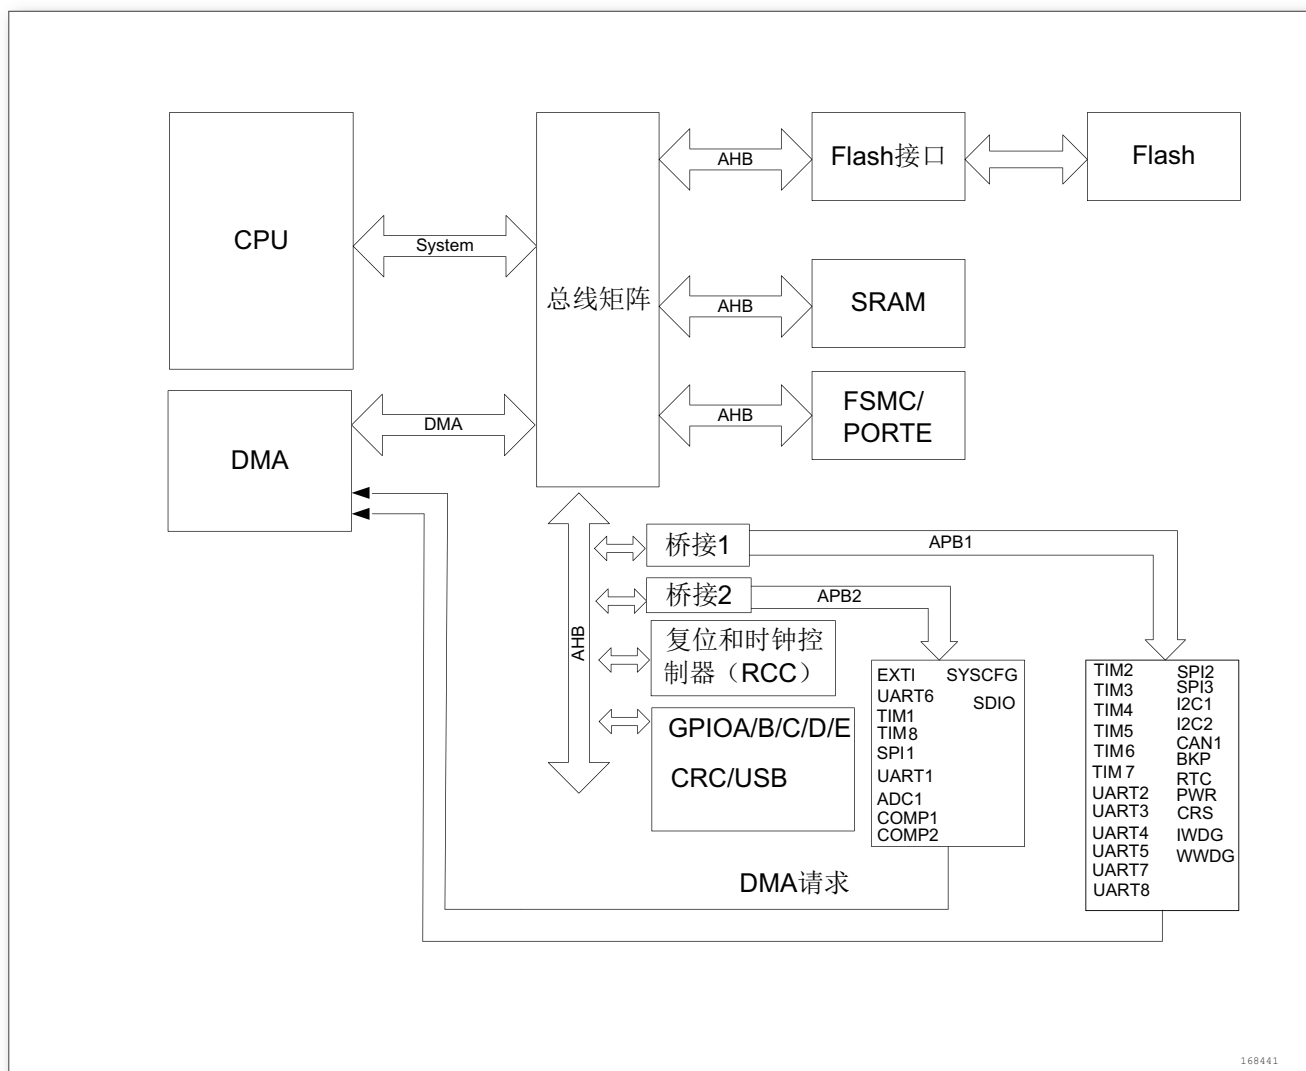 CPU
System
总线矩阵
AHB
Flash接口
Flash
AHB
SRAM
AHB
FSMC/
PORTE
DMA
DMA
AHB
桥接1
APB1
桥接2
APB2
复位和时钟控
制器（RCC）
GPIOA/B/C/D/E
CRC/USB
EXTI
UART6
TIM1
TIM8
SPI1
UART1
ADC1
COMP1
COMP2
SYSCFG
SDIO
TIM2
TIM3
TIM4
TIM5
TIM6
TIM7
UART2
UART3
UART4
UART5
UART7
UART8
SPI2
SPI3
I2C1
I2C2
CAN1
BKP
RTC
PWR
CRS
IWDG
WWDG
DMA请求
168441